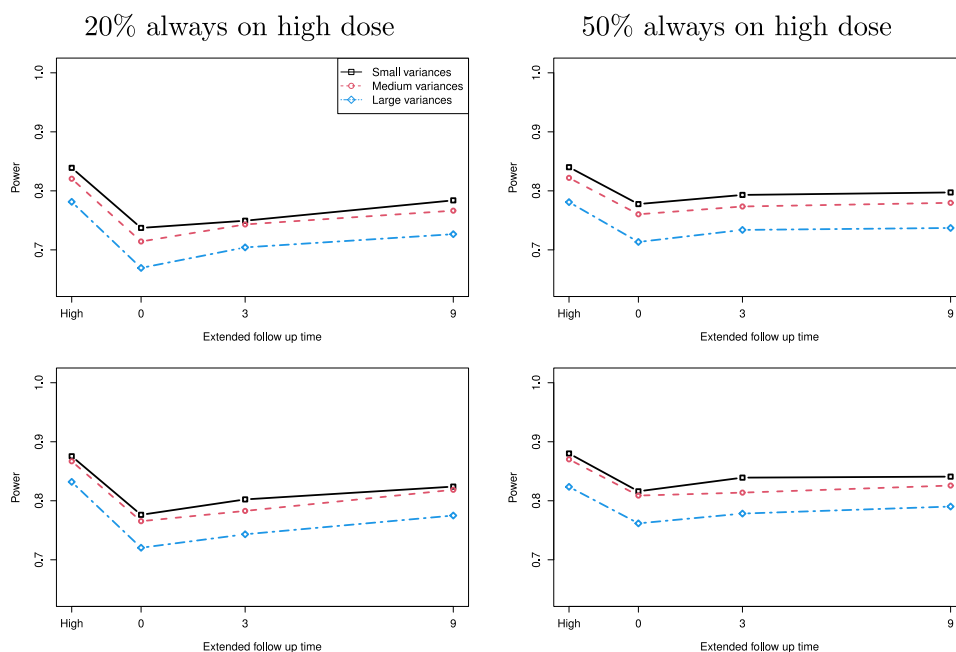 20% always on high dose
50% always on high dose
Small variances
Medium variances
Large variances
Power
1.0
0.9
0.8
0.7
High 0 3 9
Extended follow up time
Power
1.0
0.9
0.8
0.7
High 0 3 9
Extended follow up time
Power
1.0
0.9
0.8
0.7
High 0 3 9
Extended follow up time
Power
1.0
0.9
0.8
0.7
High 0 3 9
Extended follow up time